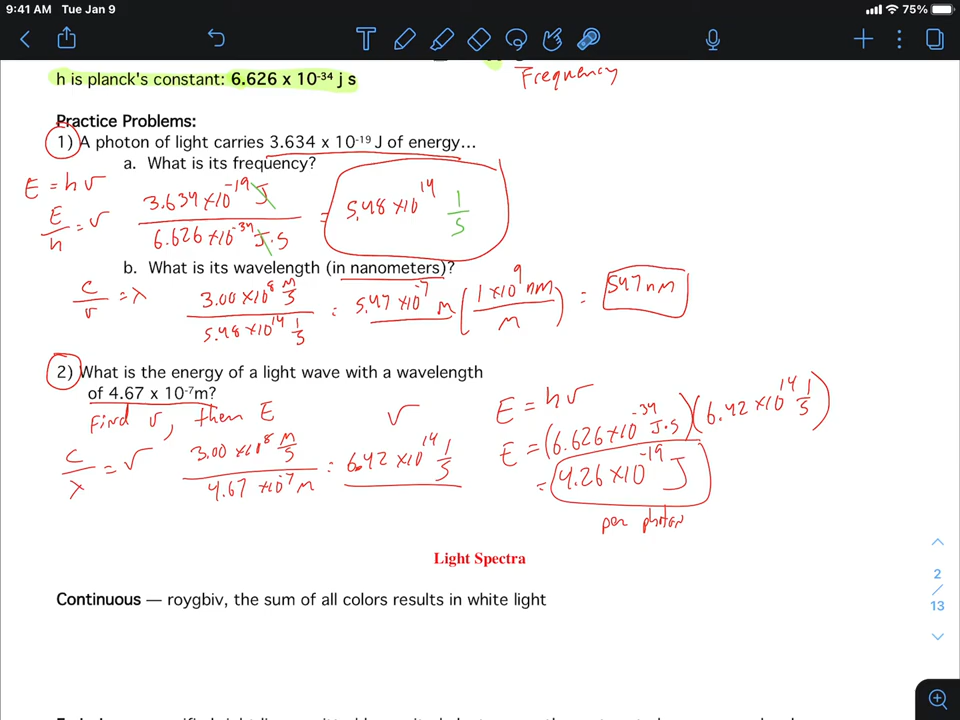 9:41 AM Tue Jan 9 75%
h is planck's constant: 6.626 x 10⁻³⁴ j s
Frequency
Practice Problems:
1) A photon of light carries 3.634 x 10⁻¹⁹ J of energy…
a. What is its frequency?
E = hν
E/h = ν
3.634 x 10⁻¹⁹ J / 6.626 x 10⁻³⁴ J·s = 5.48 x 10¹⁴ 1/s
b. What is its wavelength (in nanometers)?
c/ν = λ
3.00 x 10⁸ m/s / 5.48 x 10¹⁴ 1/s = 5.47 x 10⁻⁷ m (1 x 10⁹ nm / m) = 547 nm
2) What is the energy of a light wave with a wavelength
of 4.67 x 10⁻⁷m?
Find ν, then E
ν
c/λ = ν
3.00 x 10⁸ m/s / 4.67 x 10⁻⁷ m = 6.42 x 10¹⁴ 1/s
E = hν
E = (6.626 x 10⁻³⁴ J·s)(6.42 x 10¹⁴ 1/s)
= 4.26 x 10⁻¹⁹ J
per photon
Light Spectra
Continuous — roygbiv, the sum of all colors results in white light
2
/
13